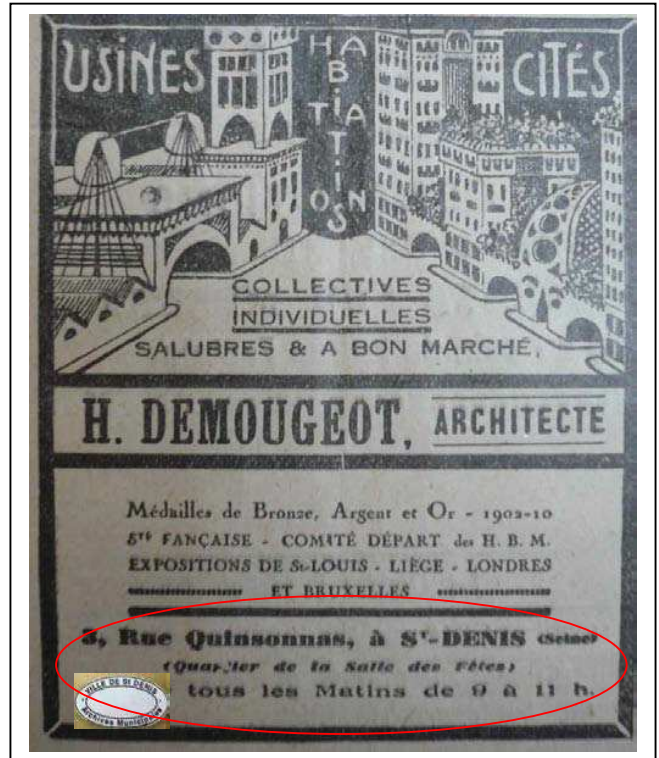 USINES
HABITATIONS
CITÉS
COLLECTIVES
INDIVIDUELLES
SALUBRES & A BON MARCHÉ,
H. DEMOUGEOT, ARCHITECTE
Médailles de Bronze, Argent et Or - 1902-10
Sté FANÇAISE - COMITÉ DÉPART des H. B. M.
EXPOSITIONS DE St-LOUIS - LIÈGE - LONDRES
ET BRUXELLES
3, Rue Quinsonnas, à St-DENIS (Seine)
(Quartier de la Salle des Fêtes)
tous les Matins de 9 à 11 h.
VILLE DE ST DENIS
Archives Municipales